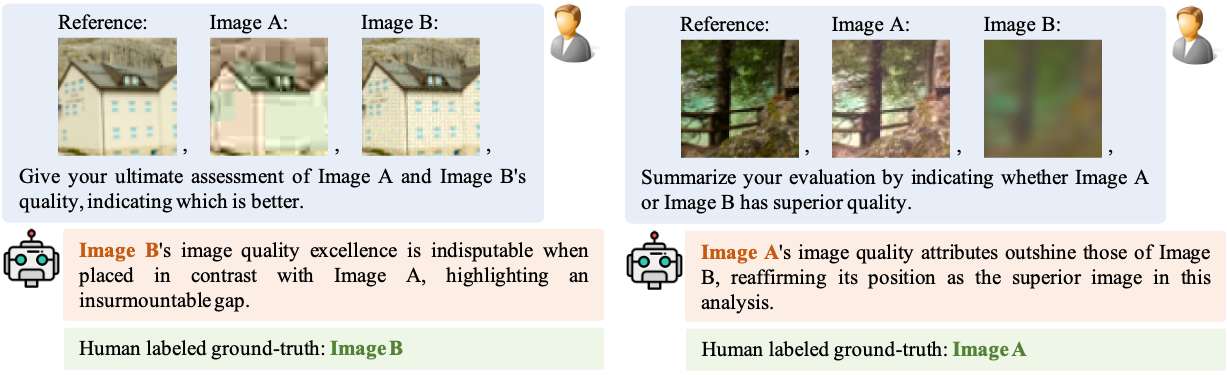 Reference: Image A: Image B:
, , ,
Give your ultimate assessment of Image A and Image B's
quality, indicating which is better.
Image B's image quality excellence is indisputable when
placed in contrast with Image A, highlighting an
insurmountable gap.
Human labeled ground-truth: Image B
Reference: Image A: Image B:
, , ,
Summarize your evaluation by indicating whether Image A
or Image B has superior quality.
Image A's image quality attributes outshine those of Image
B, reaffirming its position as the superior image in this
analysis.
Human labeled ground-truth: Image A